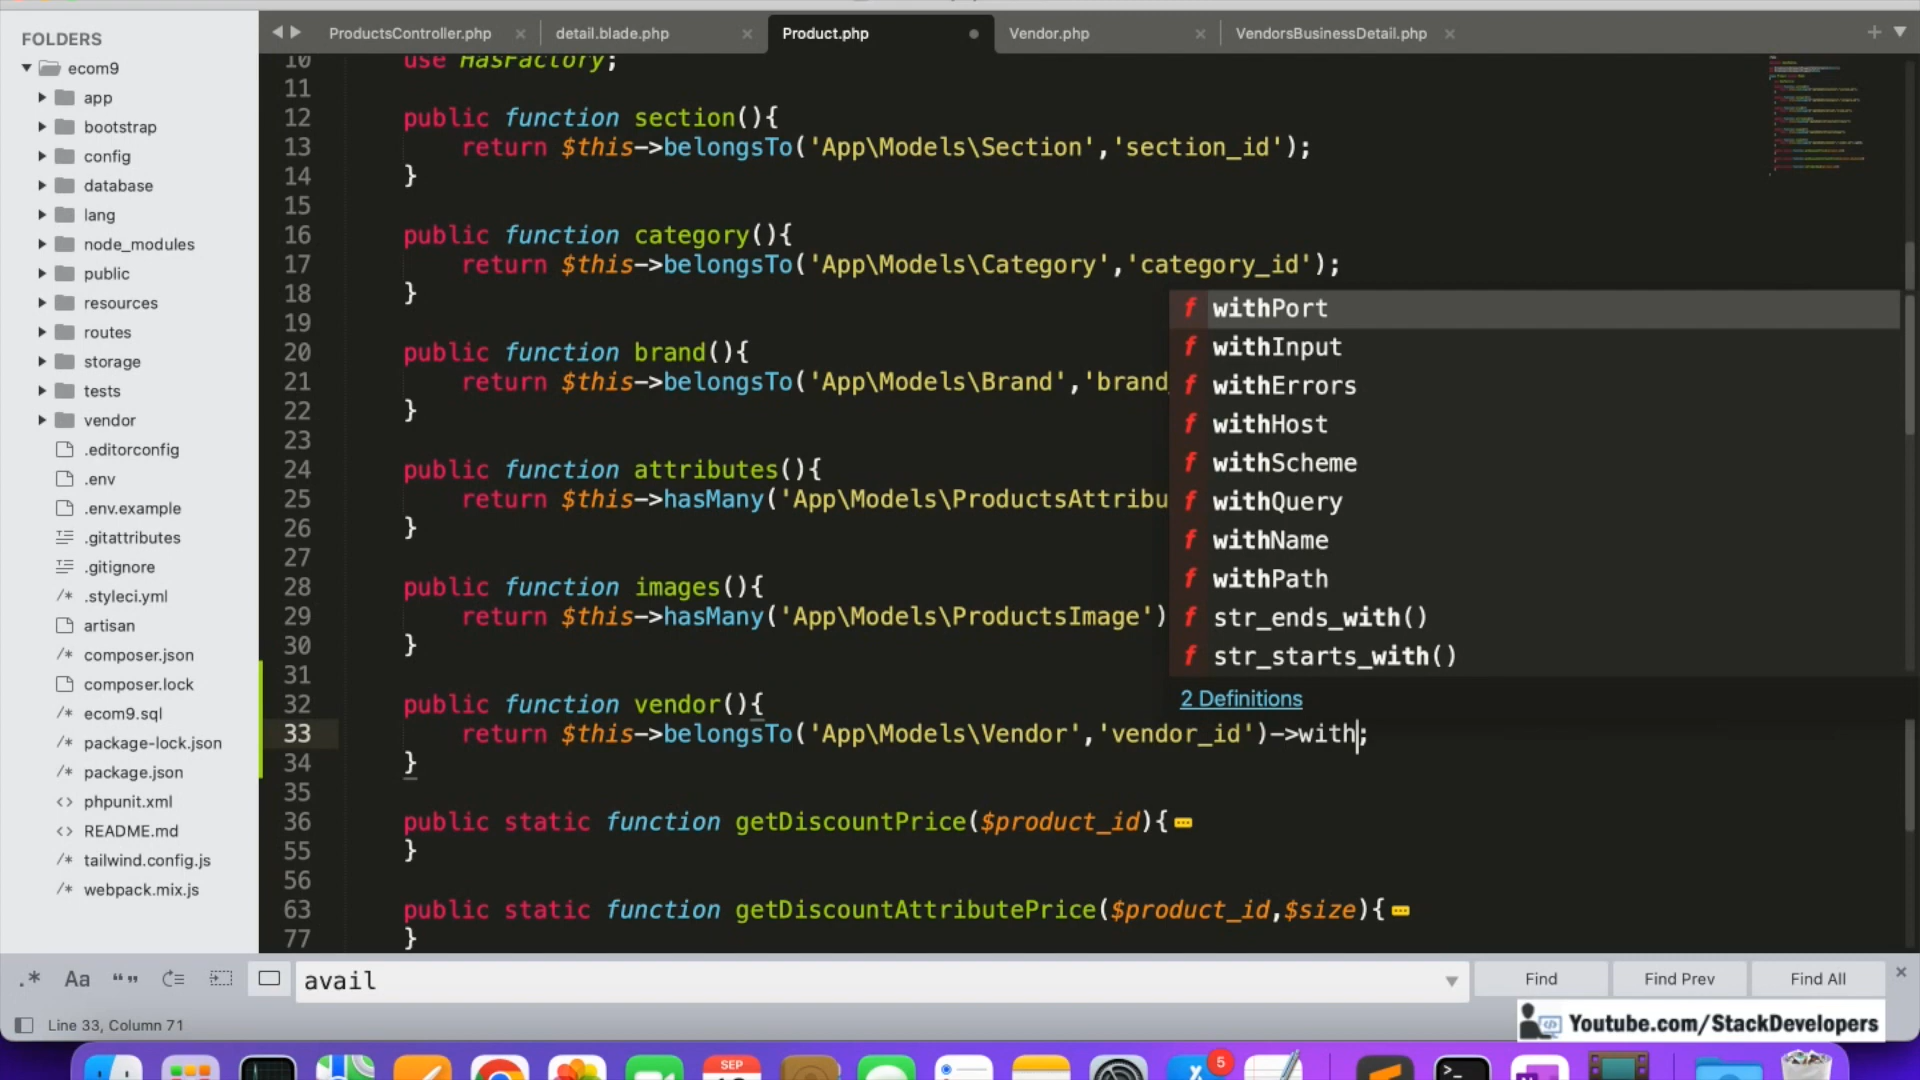 ProductsController.php × detail.blade.php × Product.php Vendor.php × VendorsBusinessDetail.php × +
FOLDERS
ecom9
app
bootstrap
config
database
lang
node_modules
public
resources
routes
storage
tests
vendor
.editorconfig
.env
.env.example
.gitattributes
.gitignore
/* .styleci.yml
artisan
/* composer.json
composer.lock
<> ecom9.sql
/* package-lock.json
/* package.json
<> phpunit.xml
<> README.md
/* tailwind.config.js
/* webpack.mix.js
10 use HasFactory;
11
12 public function section(){
13 return $this->belongsTo('App\Models\Section','section_id');
14 }
15
16 public function category(){
17 return $this->belongsTo('App\Models\Category','category_id');
18 }
19
20 public function brand(){
21 return $this->belongsTo('App\Models\Brand','brand_
22 }
23
24 public function attributes(){
25 return $this->hasMany('App\Models\ProductsAttribu
26 }
27
28 public function images(){
29 return $this->hasMany('App\Models\ProductsImage')
30 }
31
32 public function vendor(){
33 return $this->belongsTo('App\Models\Vendor','vendor_id')->with;
34 }
35
36 public static function getDiscountPrice($product_id){
55 }
56
63 public static function getDiscountAttributePrice($product_id,$size){
77 }
f withPort
f withInput
f withErrors
f withHost
f withScheme
f withQuery
f withName
f withPath
f str_ends_with()
f str_starts_with()
2 Definitions
.* Aa “ ” avail Find Find Prev Find All ×
Line 33, Column 71
Youtube.com/StackDevelopers
SEP
5